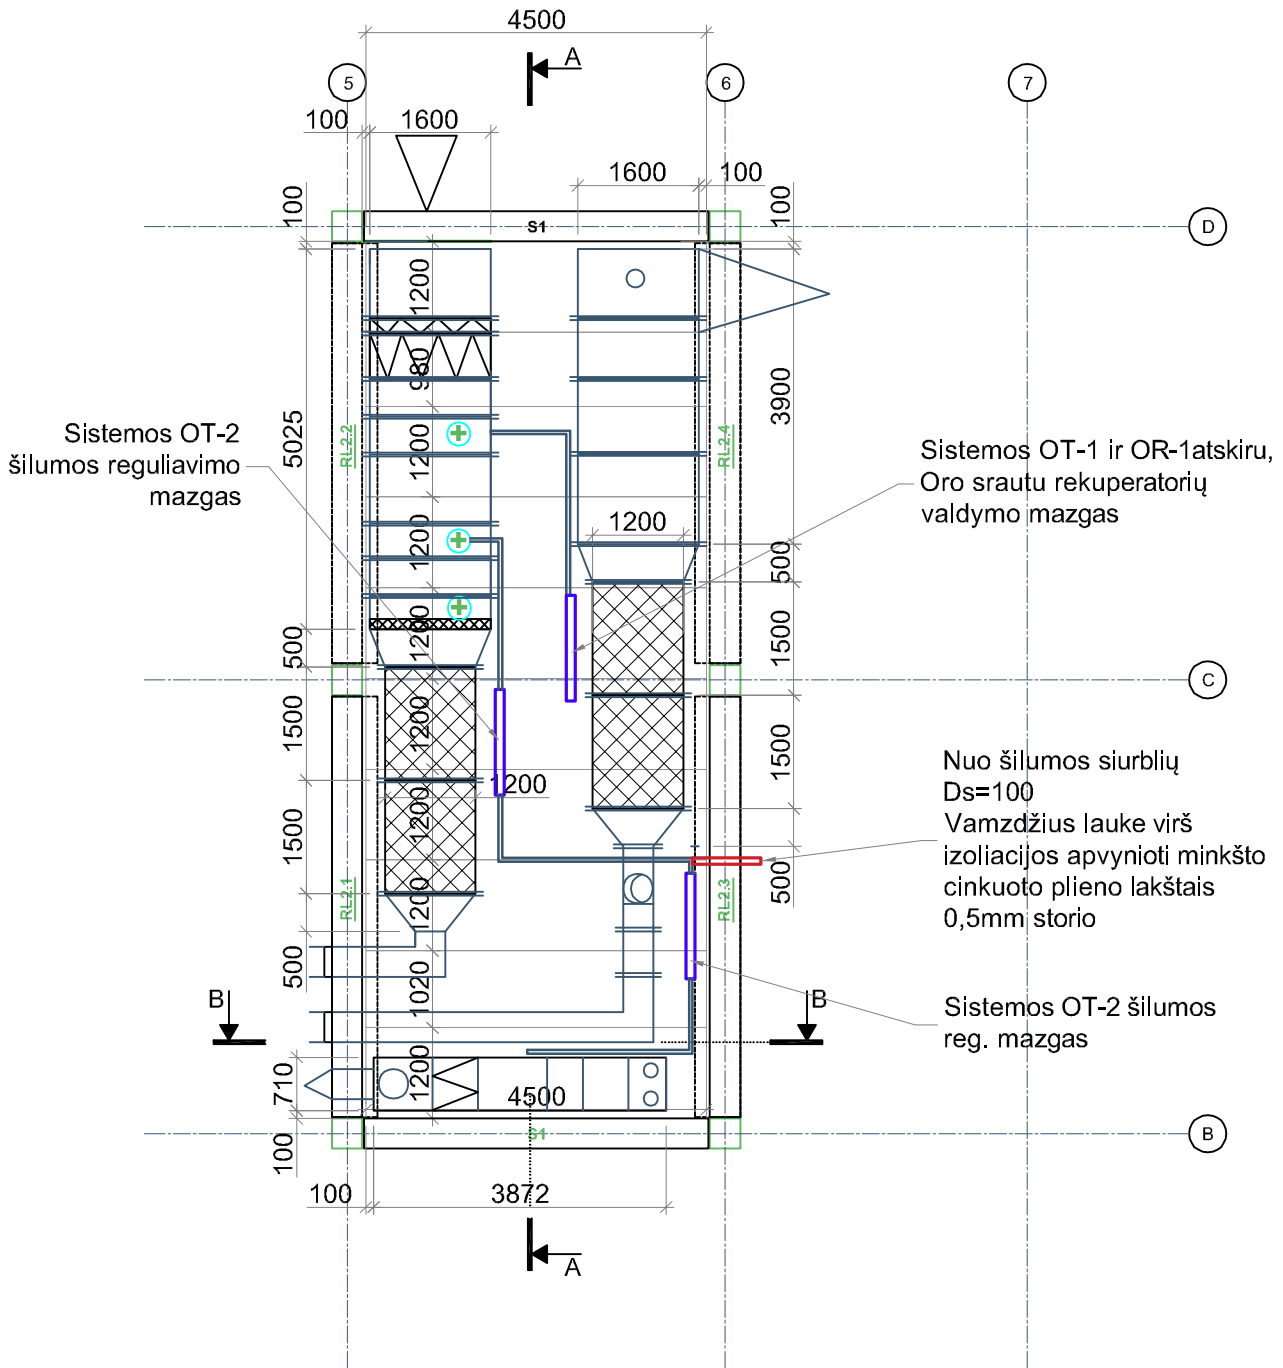 4500
A
5
6
7
100
1600
1600
100
100
100
S1
D
1200
980
3900
5025
RL2.2
RL2.4
Sistemos OT-2
šilumos reguliavimo
mazgas
Sistemos OT-1 ir OR-1atskiru,
Oro srautu rekuperatorių
valdymo mazgas
1200
1200
1200
500
1200
1500
500
C
1500
1200
1500
1200
1200
Nuo šilumos siurblių
Ds=100
Vamzdžius lauke virš
izoliacijos apvynioti minkšto
cinkuoto plieno lakštais
0,5mm storio
1500
500
RL2.1
RL2.3
1200
500
1020
B
B
Sistemos OT-2 šilumos
reg. mazgas
710
1200
4500
100
S1
B
100
3872
A